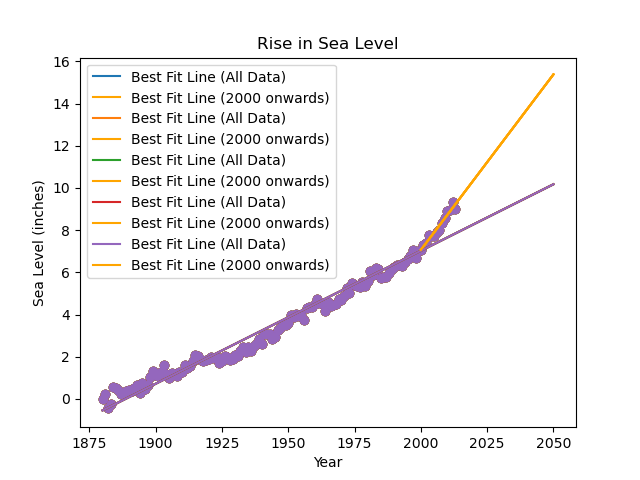 Rise in Sea Level
16
14
12
10
8
6
4
2
0
Sea Level (inches)
Best Fit Line (All Data)
Best Fit Line (2000 onwards)
Best Fit Line (All Data)
Best Fit Line (2000 onwards)
Best Fit Line (All Data)
Best Fit Line (2000 onwards)
Best Fit Line (All Data)
Best Fit Line (2000 onwards)
Best Fit Line (All Data)
Best Fit Line (2000 onwards)
1875 1900 1925 1950 1975 2000 2025 2050
Year